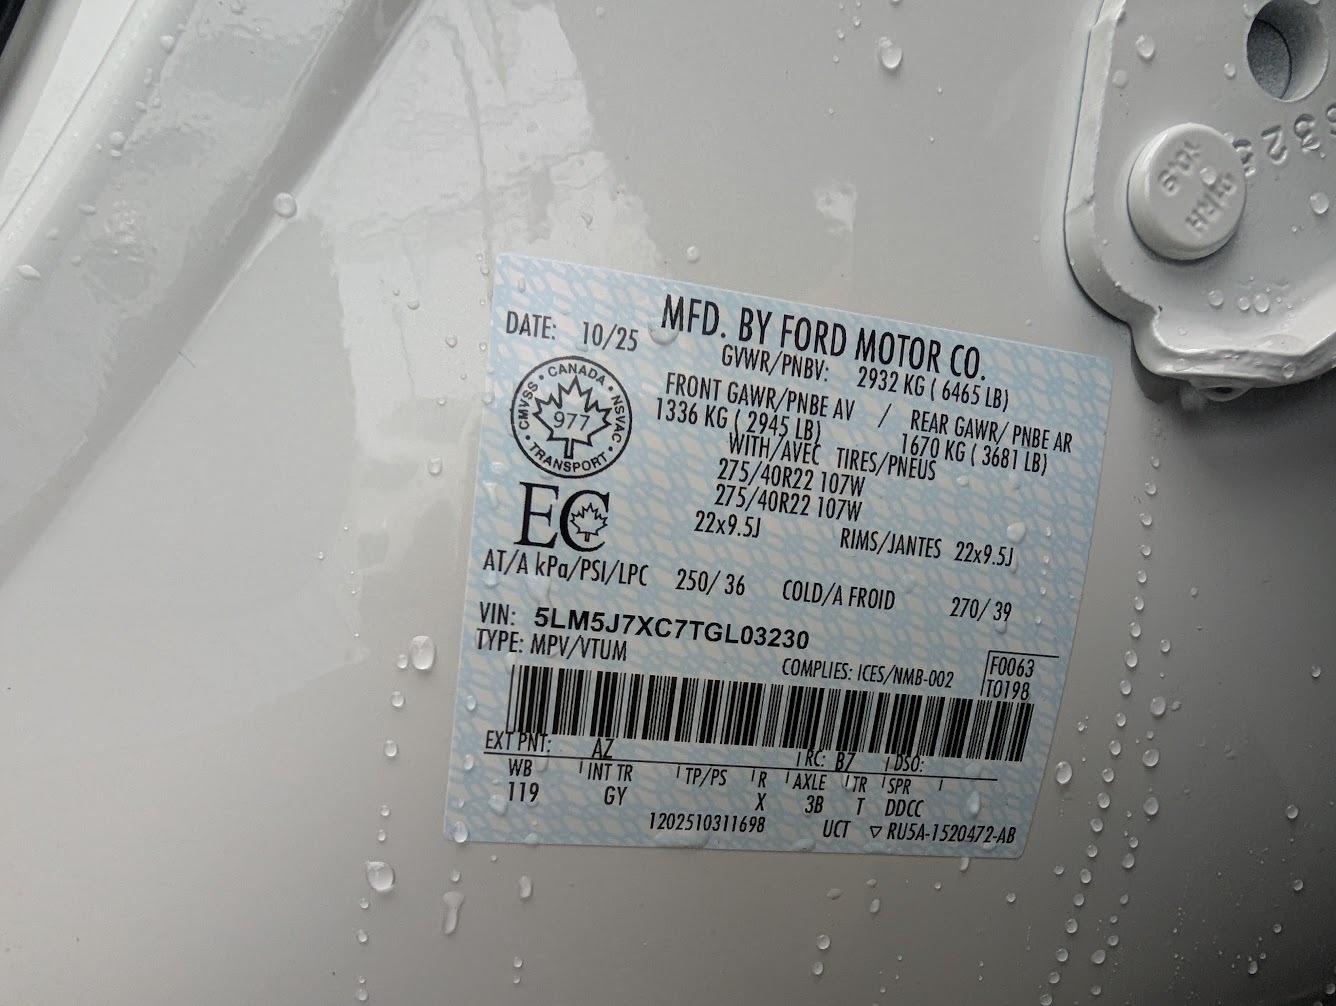 MFD. BY FORD MOTOR CO.
DATE: 10/25
GVWR/PNBV: 2932 KG ( 6465 LB)
FRONT GAWR/PNBE AV / REAR GAWR/ PNBE AR
1336 KG ( 2945 LB) 1670 KG ( 3681 LB)
WITH/AVEC TIRES/PNEUS
275/40R22 107W
275/40R22 107W
22x9.5J RIMS/JANTES 22x9.5J
CANADA • NSVAC • TRANSPORT • CMVSS •
977
EC
AT/A kPa/PSI/LPC 250/ 36 COLD/A FROID 270/ 39
VIN: 5LM5J7XC7TGL03230
TYPE: MPV/VTUM
COMPLIES: ICES/NMB-002
F0063
T0198
EXT PNT: AZ RC: B7 DSO:
WB INT TR TP/PS R AXLE TR SPR
119 GY X 3B T DDCC
1202510311698 UCT ▽ RU5A-1520472-AB